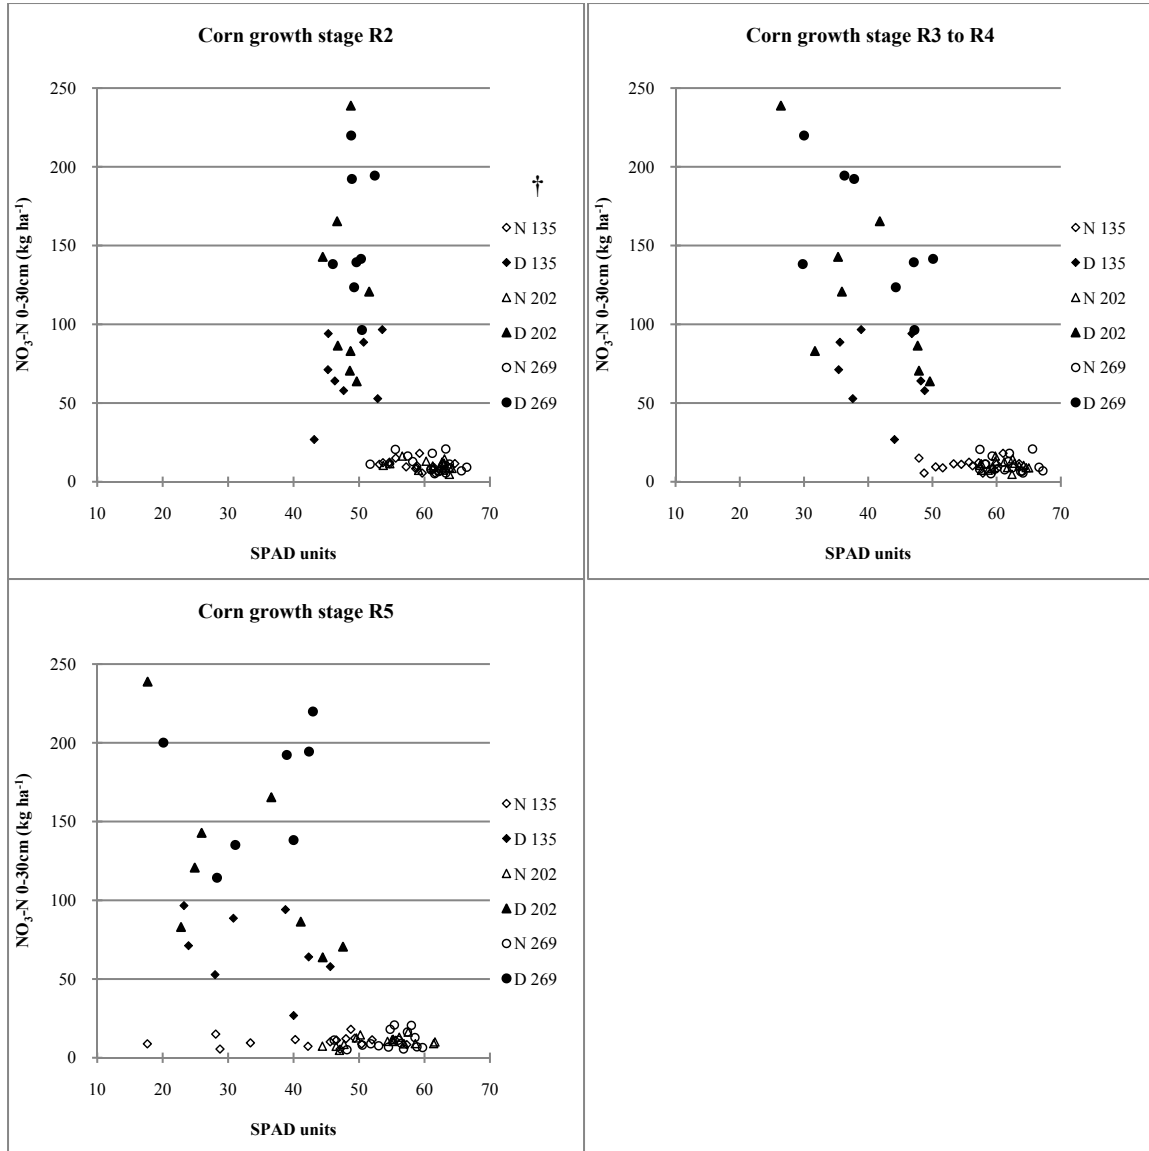 Corn growth stage R2
250
200
150
100
50
0
NO₃-N 0-30cm (kg ha⁻¹)
10 20 30 40 50 60 70
SPAD units
†
N 135
D 135
N 202
D 202
N 269
D 269
Corn growth stage R3 to R4
250
200
150
100
50
0
NO₃-N 0-30cm (kg ha⁻¹)
10 20 30 40 50 60 70
SPAD units
N 135
D 135
N 202
D 202
N 269
D 269
Corn growth stage R5
250
200
150
100
50
0
NO₃-N 0-30cm (kg ha⁻¹)
10 20 30 40 50 60 70
SPAD units
N 135
D 135
N 202
D 202
N 269
D 269